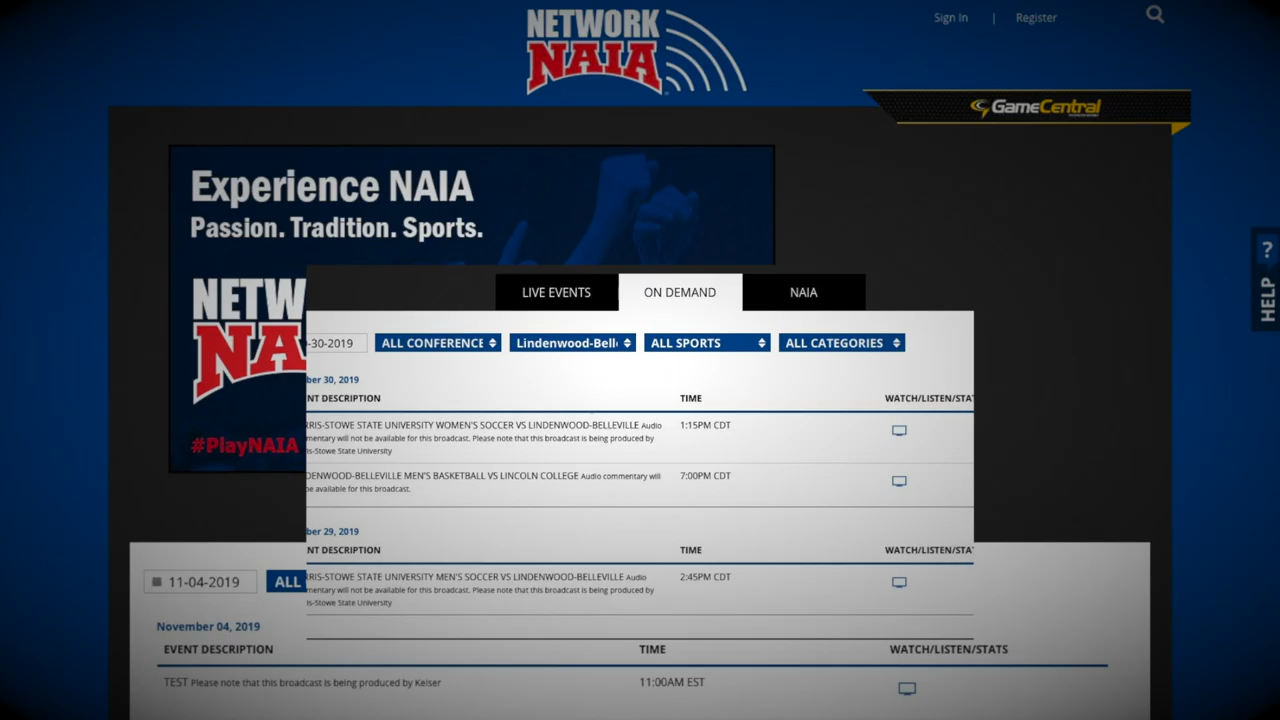 NETWORK
NAIA
Sign In | Register
GameCentral
Experience NAIA
Passion. Tradition. Sports.
? HELP
NETW
NA
#PlayNAIA
LIVE EVENTS ON DEMAND NAIA
-30-2019 ALL CONFERENCE Lindenwood-Bell ALL SPORTS ALL CATEGORIES
ber 30, 2019
NT DESCRIPTION TIME WATCH/LISTEN/STA
RIS-STOWE STATE UNIVERSITY WOMEN'S SOCCER VS LINDENWOOD-BELLEVILLE Audio 1:15PM CDT
mentary will not be available for this broadcast. Please note that this broadcast is being produced by
is-Stowe State University
DENWOOD-BELLEVILLE MEN'S BASKETBALL VS LINCOLN COLLEGE Audio commentary will 7:00PM CDT
be available for this broadcast.
ber 29, 2019
NT DESCRIPTION TIME WATCH/LISTEN/STA
RIS-STOWE STATE UNIVERSITY MEN'S SOCCER VS LINDENWOOD-BELLEVILLE Audio 2:45PM CDT
mentary will not be available for this broadcast. Please note that this broadcast is being produced by
is-Stowe State University
11-04-2019 ALL
November 04, 2019
EVENT DESCRIPTION TIME WATCH/LISTEN/STATS
TEST Please note that this broadcast is being produced by Keiser 11:00AM EST